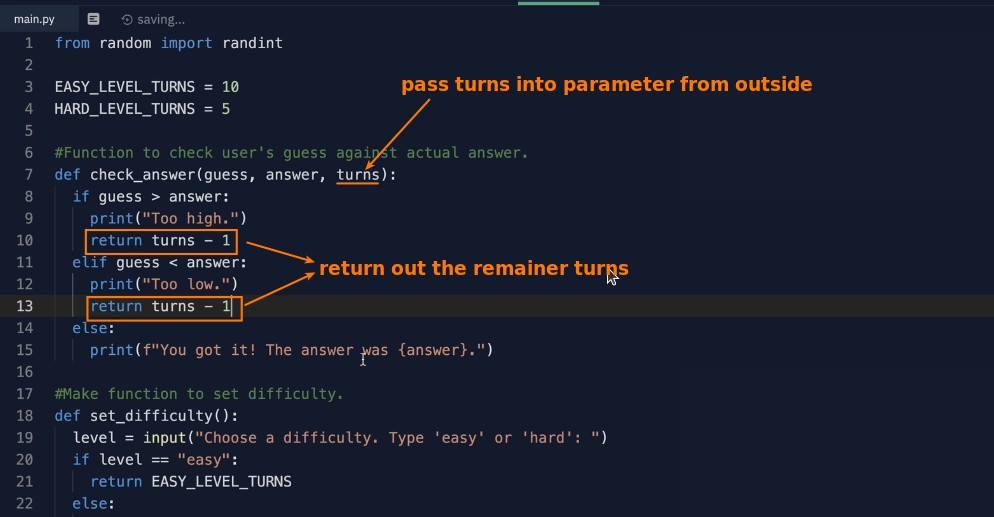 main.py saving...
1 from random import randint
2
3 EASY_LEVEL_TURNS = 10
pass turns into parameter from outside
4 HARD_LEVEL_TURNS = 5
5
6 #Function to check user's guess against actual answer.
7 def check_answer(guess, answer, turns):
8 if guess > answer:
9 print("Too high.")
10 return turns - 1
11 elif guess < answer:
return out the remainer turns
12 print("Too low.")
13 return turns - 1
14 else:
15 print(f"You got it! The answer was {answer}.")
16
17 #Make function to set difficulty.
18 def set_difficulty():
19 level = input("Choose a difficulty. Type 'easy' or 'hard': ")
20 if level == "easy":
21 return EASY_LEVEL_TURNS
22 else: